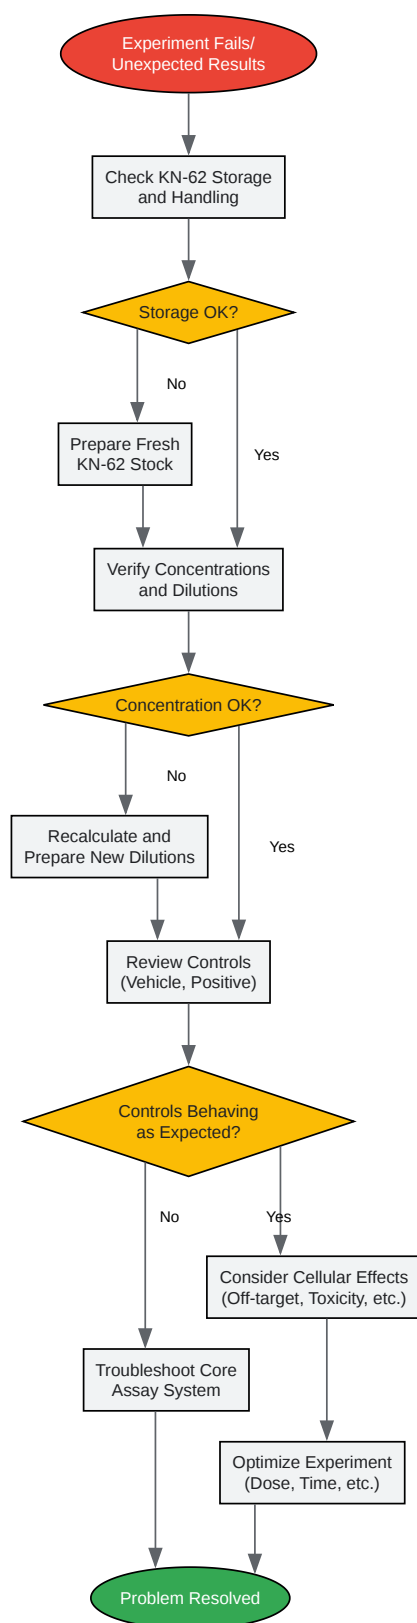 Experiment Fails/
Unexpected Results
Check KN-62 Storage
and Handling
Storage OK?
No
Prepare Fresh
KN-62 Stock
Yes
Verify Concentrations
and Dilutions
Concentration OK?
No
Recalculate and
Prepare New Dilutions
Yes
Review Controls
(Vehicle, Positive)
Controls Behaving
as Expected?
No
Yes
Consider Cellular Effects
(Off-target, Toxicity, etc.)
Troubleshoot Core
Assay System
Optimize Experiment
(Dose, Time, etc.)
Problem Resolved